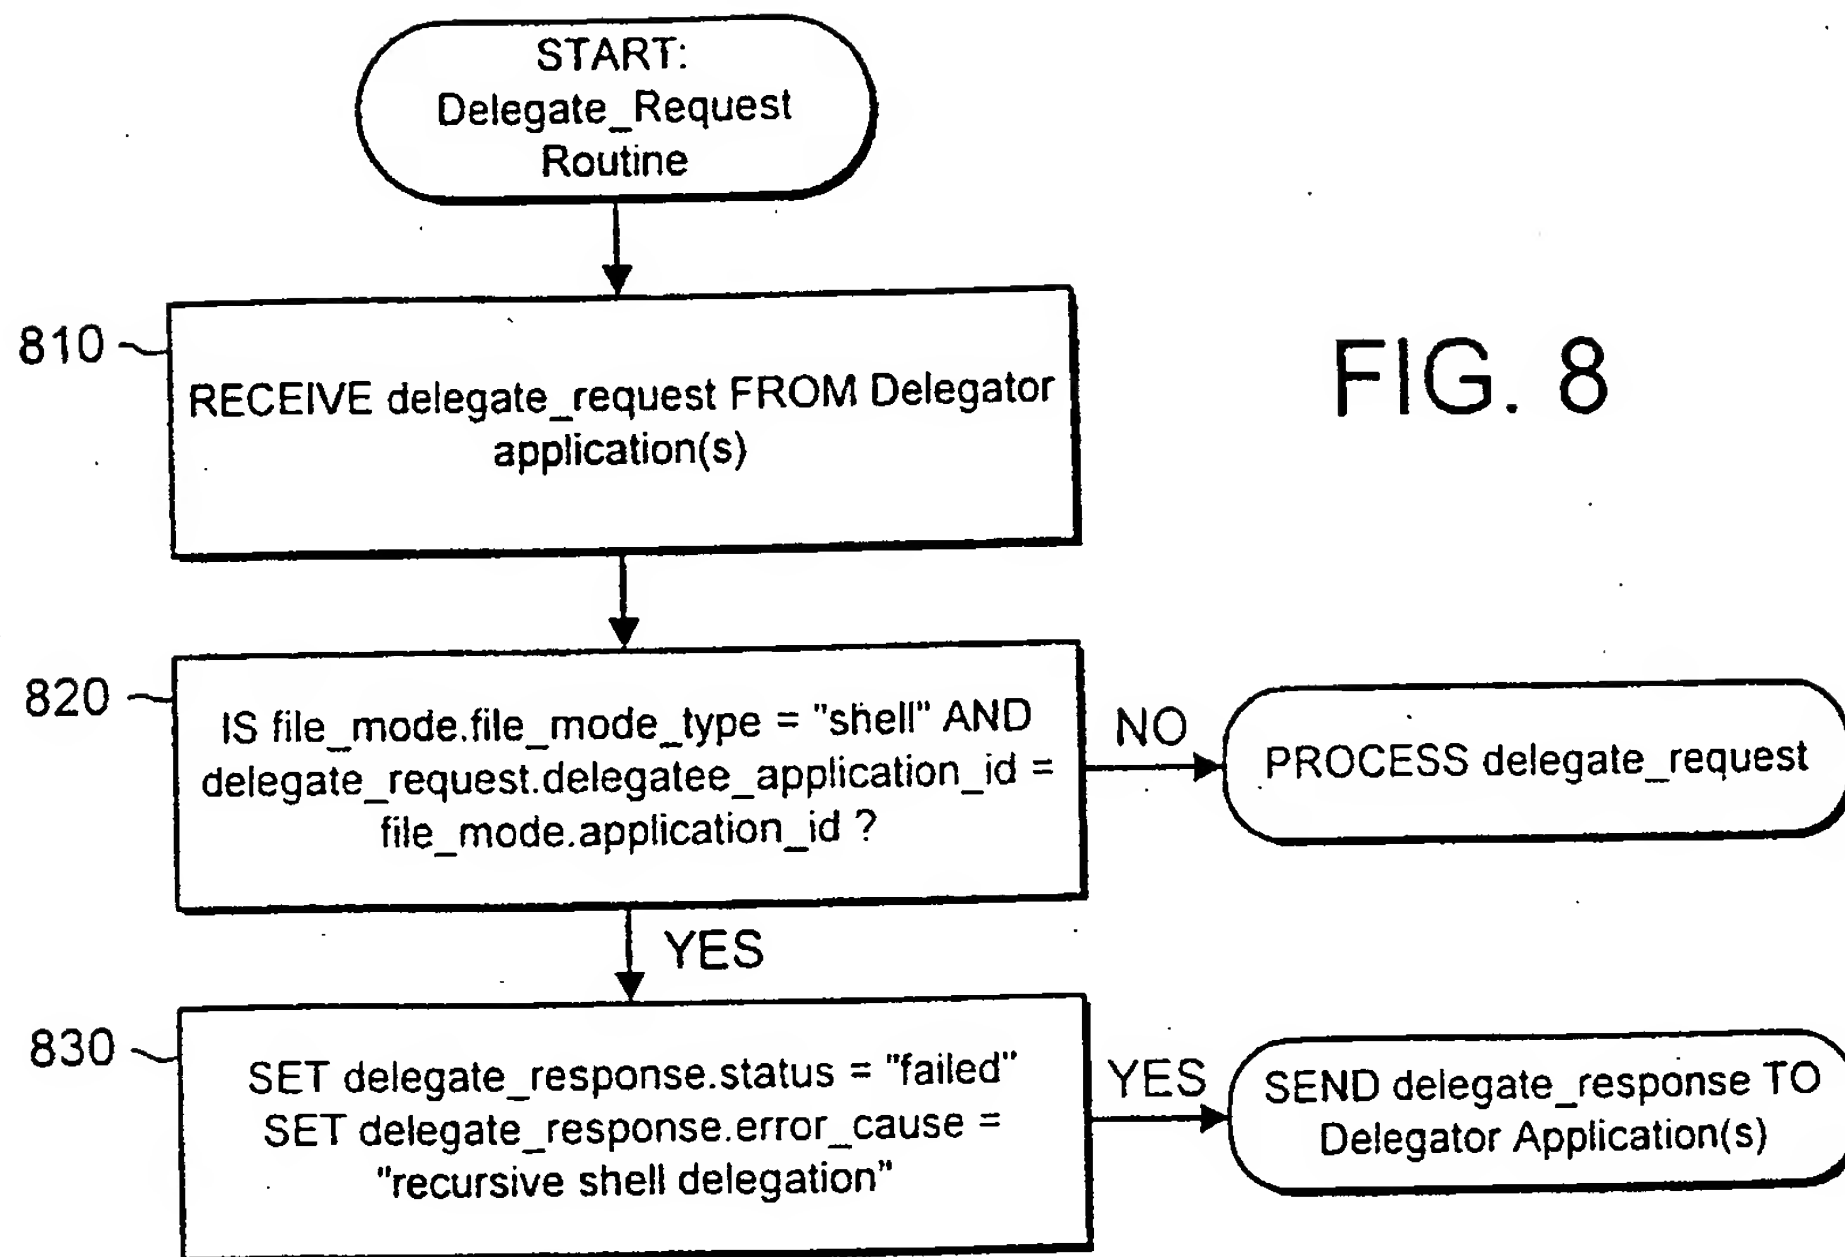 START:
Delegate_Request
Routine
810
RECEIVE delegate_request FROM Delegator
application(s)
FIG. 8
820
IS file_mode.file_mode_type = "shell" AND
delegate_request.delegatee_application_id =
file_mode.application_id ?
NO
PROCESS delegate_request
YES
830
SET delegate_response.status = "failed"
SET delegate_response.error_cause =
"recursive shell delegation"
YES
SEND delegate_response TO
Delegator Application(s)